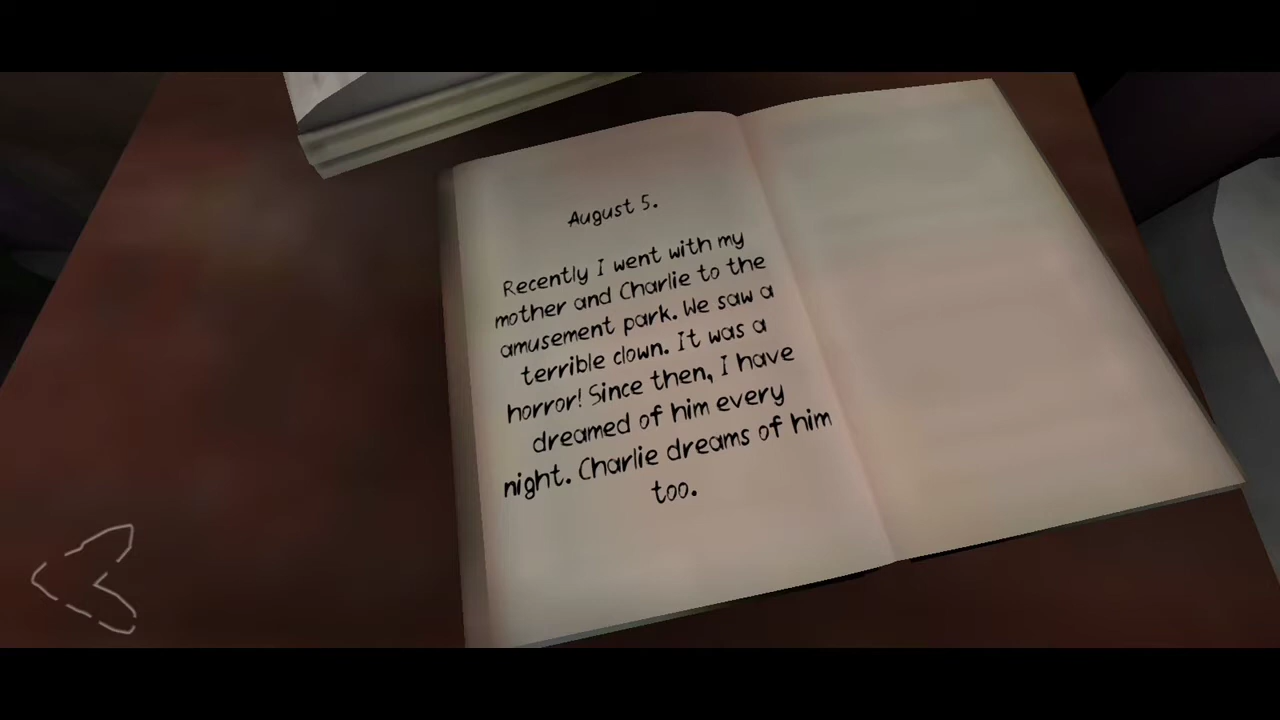 August 5.
Recently I went with my
mother and Charlie to the
amusement park. We saw a
terrible clown. It was a
horror! Since then, I have
dreamed of him every
night. Charlie dreams of him
too.